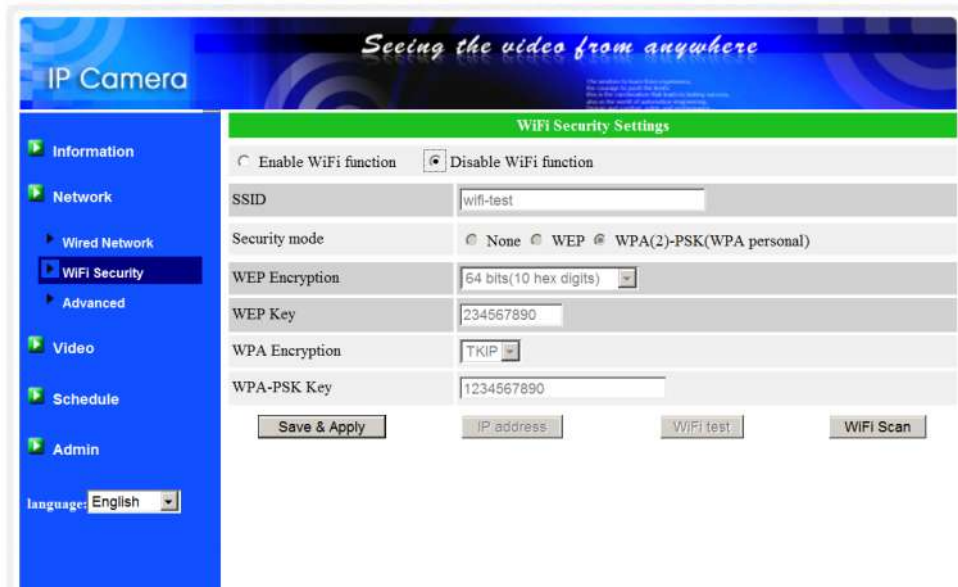 Seeing the video from anywhere
IP Camera
WiFi Security Settings
Information
Enable WiFi function Disable WiFi function
Network
SSID wifi-test
Wired Network
Security mode None WEP WPA(2)-PSK(WPA personal)
WiFi Security
WEP Encryption 64 bits(10 hex digits)
Advanced
WEP Key 234567890
Video
WPA Encryption TKIP
Schedule
WPA-PSK Key 1234567890
Save & Apply IP address WiFi test WiFi Scan
Admin
language: English